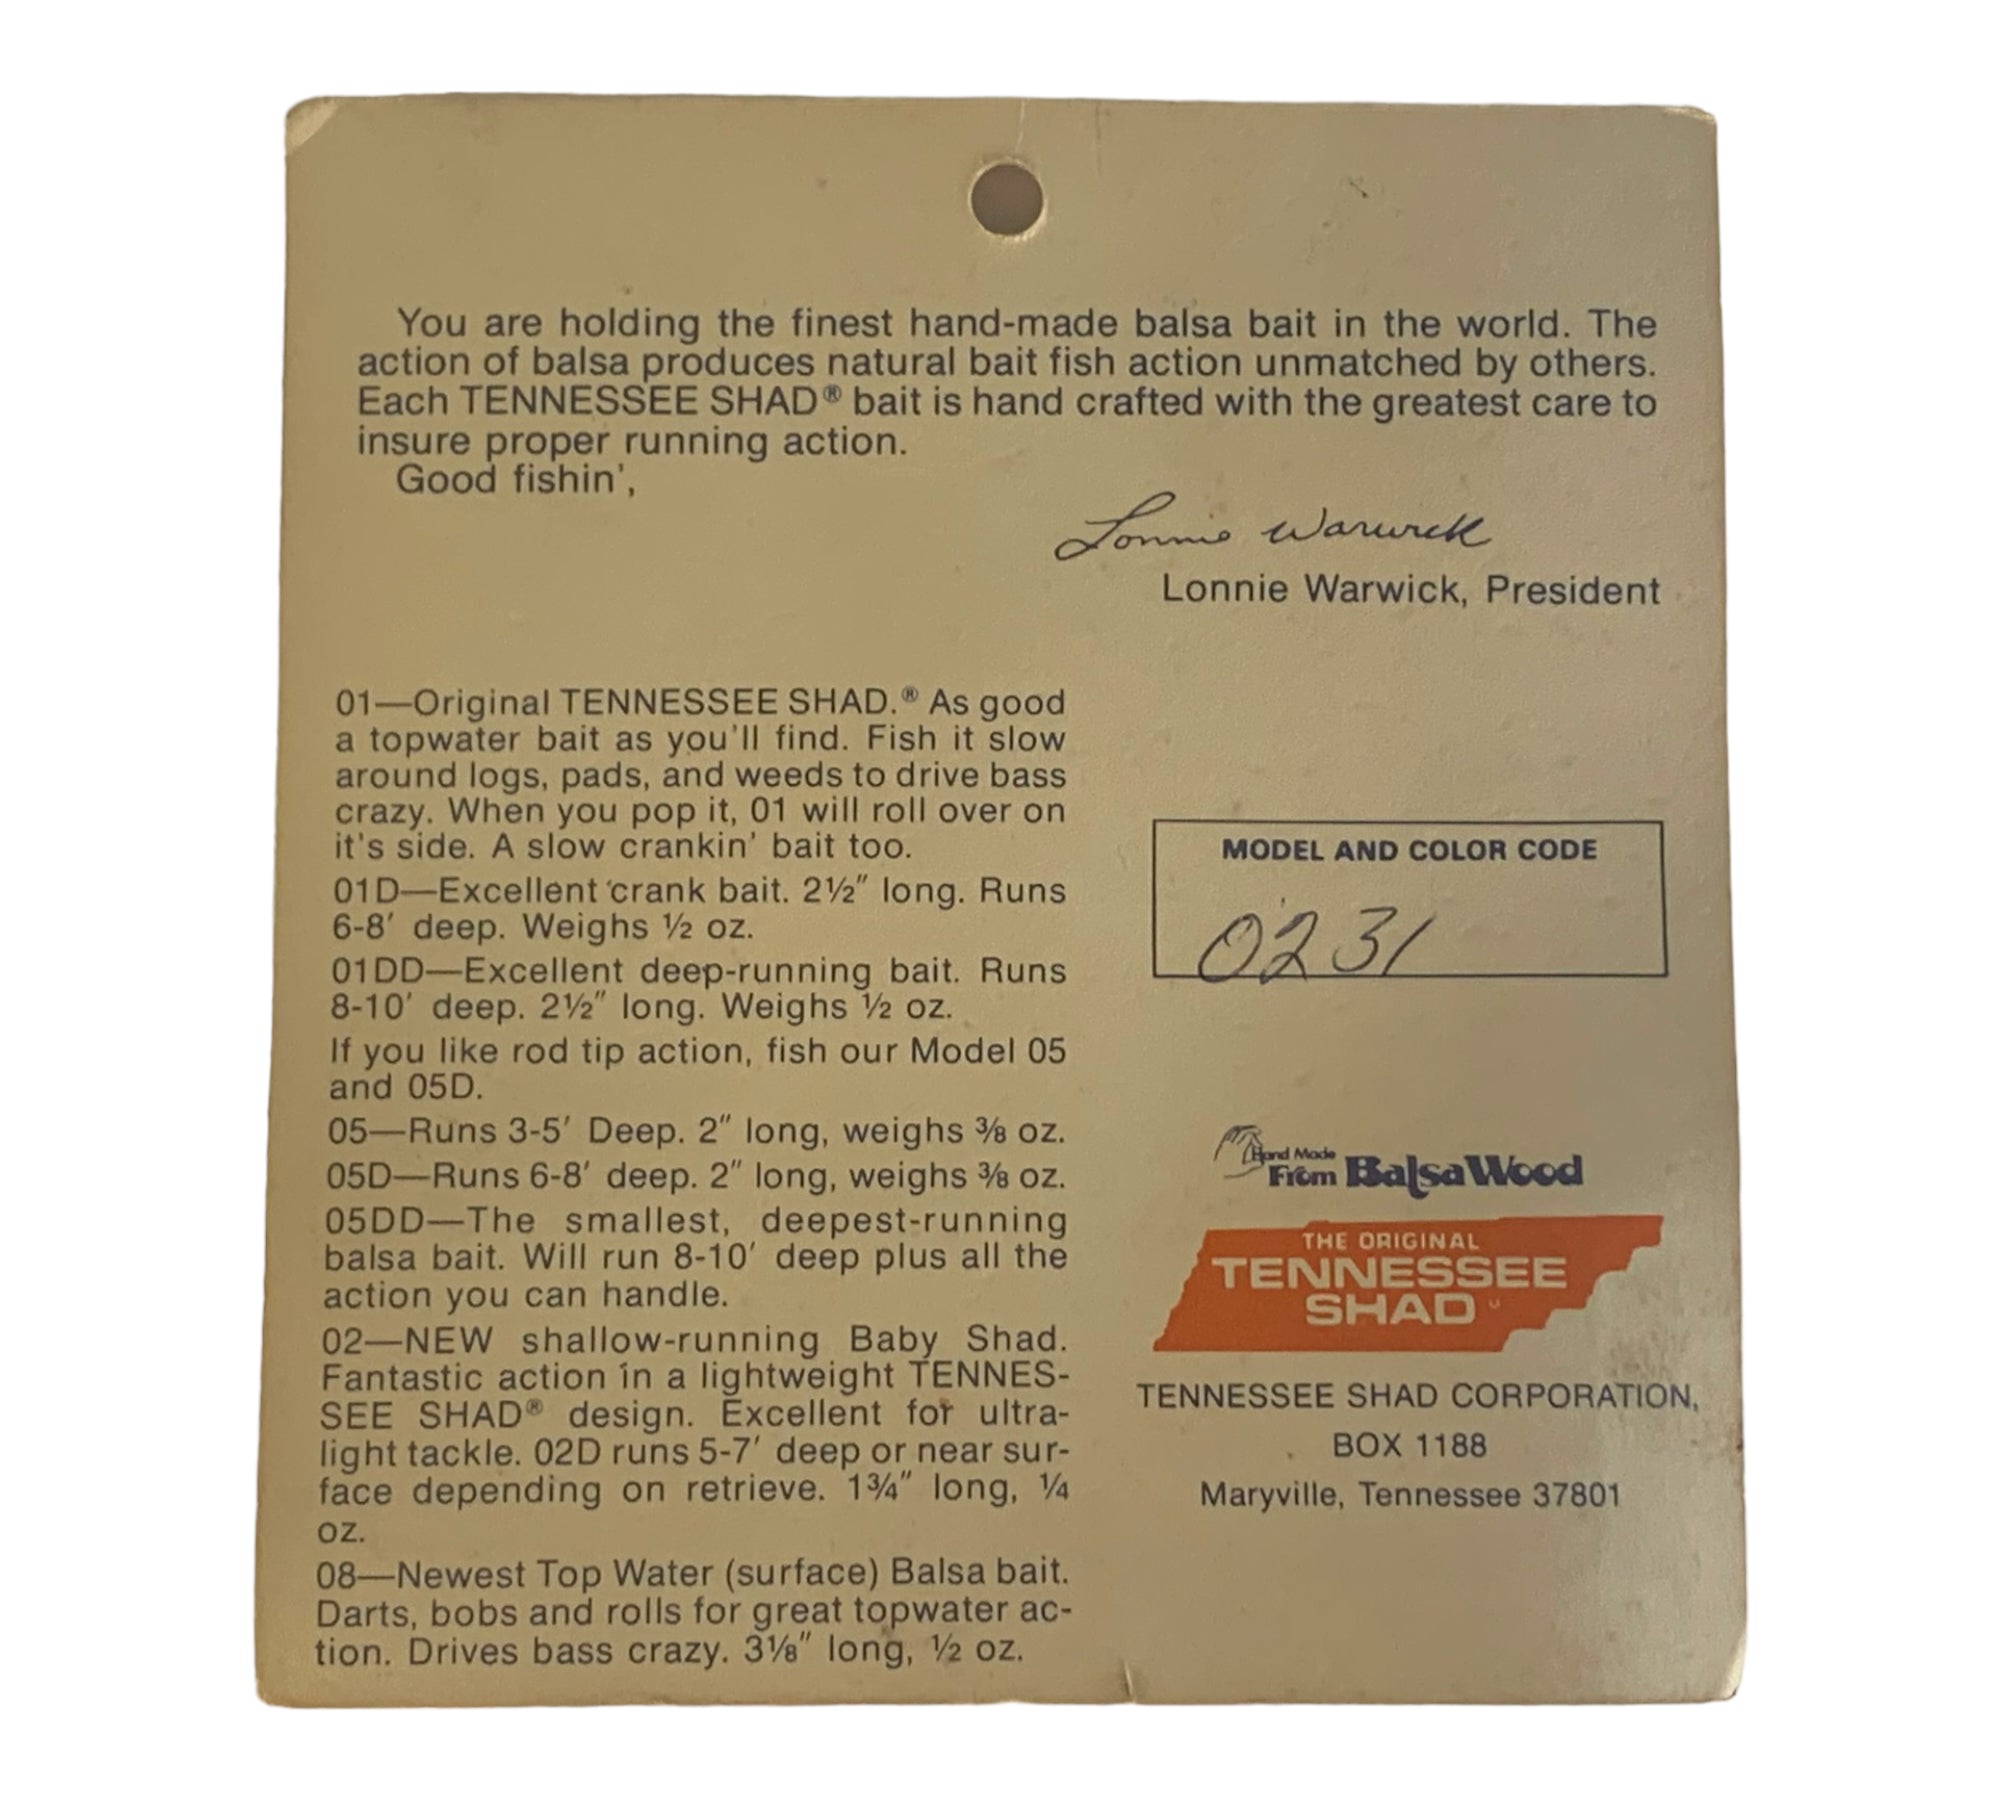 You are holding the finest hand-made balsa bait in the world. The
action of balsa produces natural bait fish action unmatched by others.
Each TENNESSEE SHAD® bait is hand crafted with the greatest care to
insure proper running action.
Good fishin',
Lonnie Warwick
Lonnie Warwick, President
01—Original TENNESSEE SHAD.® As good
a topwater bait as you'll find. Fish it slow
around logs, pads, and weeds to drive bass
crazy. When you pop it, 01 will roll over on
it's side. A slow crankin' bait too.
01D—Excellent crank bait. 2½" long. Runs
6-8' deep. Weighs ½ oz.
01DD—Excellent deep-running bait. Runs
8-10' deep. 2½" long. Weighs ½ oz.
If you like rod tip action, fish our Model 05
and 05D.
05—Runs 3-5' Deep. 2" long, weighs ⅜ oz.
05D—Runs 6-8' deep. 2" long, weighs ⅜ oz.
05DD—The smallest, deepest-running
balsa bait. Will run 8-10' deep plus all the
action you can handle.
02—NEW shallow-running Baby Shad.
Fantastic action in a lightweight TENNES-
SEE SHAD® design. Excellent for ultra-
light tackle. 02D runs 5-7' deep or near sur-
face depending on retrieve. 1¾" long, ¼
oz.
08—Newest Top Water (surface) Balsa bait.
Darts, bobs and rolls for great topwater ac-
tion. Drives bass crazy. 3⅛" long, ½ oz.
MODEL AND COLOR CODE
0231
Hand Made
From Balsa Wood
THE ORIGINAL
TENNESSEE
SHAD
TENNESSEE SHAD CORPORATION,
BOX 1188
Maryville, Tennessee 37801